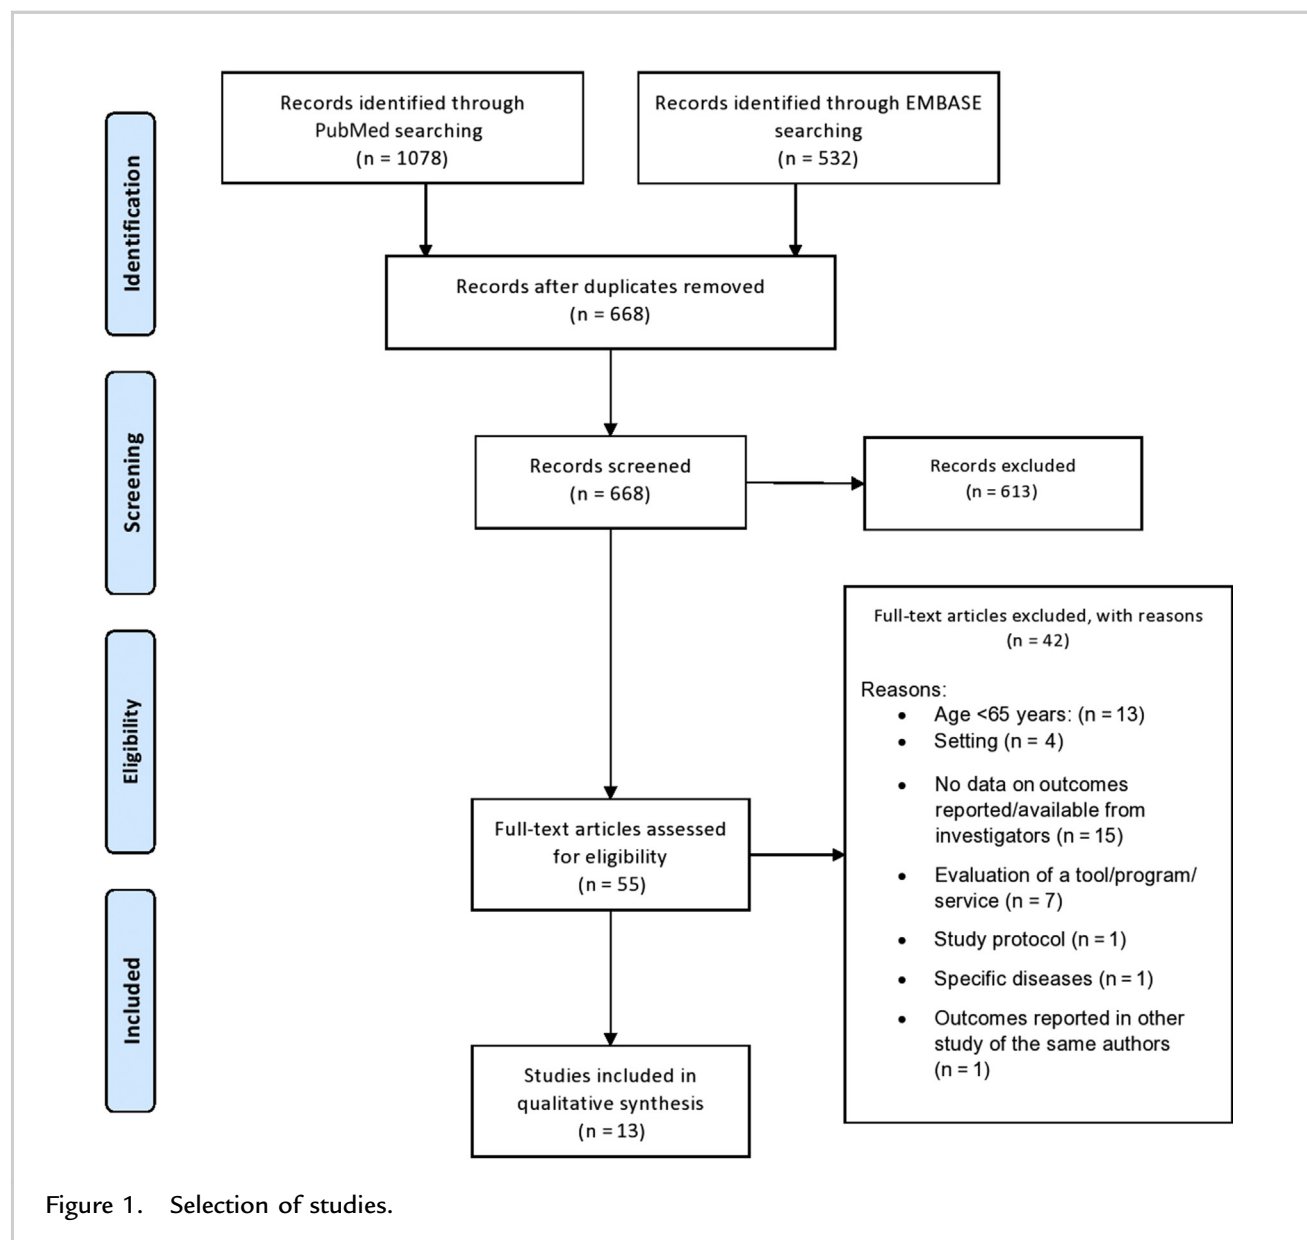 Records identified through
PubMed searching
(n = 1078)
Records identified through EMBASE
searching
(n = 532)
Identification
Records after duplicates removed
(n = 668)
Screening
Records screened
(n = 668)
Records excluded
(n = 613)
Eligibility
Full-text articles assessed
for eligibility
(n = 55)
Full-text articles excluded, with reasons
(n = 42)
Reasons:
• Age <65 years: (n = 13)
• Setting (n = 4)
• No data on outcomes
reported/available from
investigators (n = 15)
• Evaluation of a tool/program/
service (n = 7)
• Study protocol (n = 1)
• Specific diseases (n = 1)
• Outcomes reported in other
study of the same authors
(n = 1)
Included
Studies included in
qualitative synthesis
(n = 13)
Figure 1. Selection of studies.